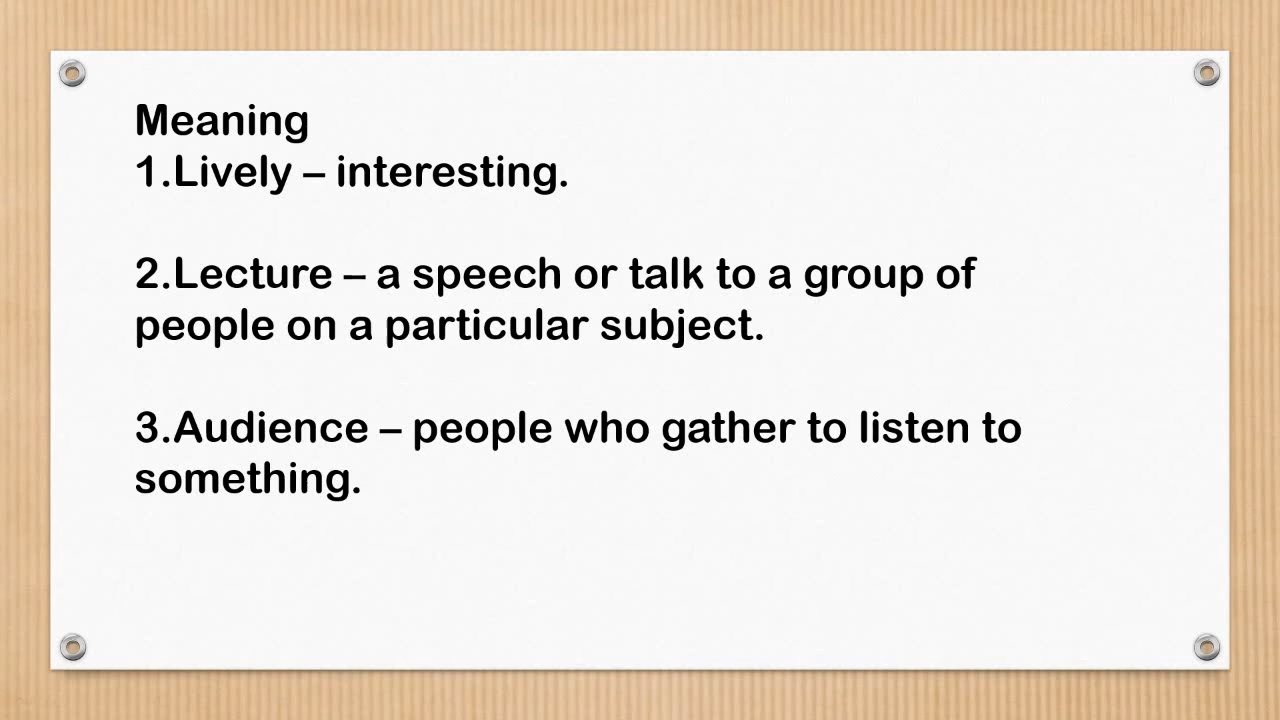 Meaning
1.Lively – interesting.
2.Lecture – a speech or talk to a group of
people on a particular subject.
3.Audience – people who gather to listen to
something.